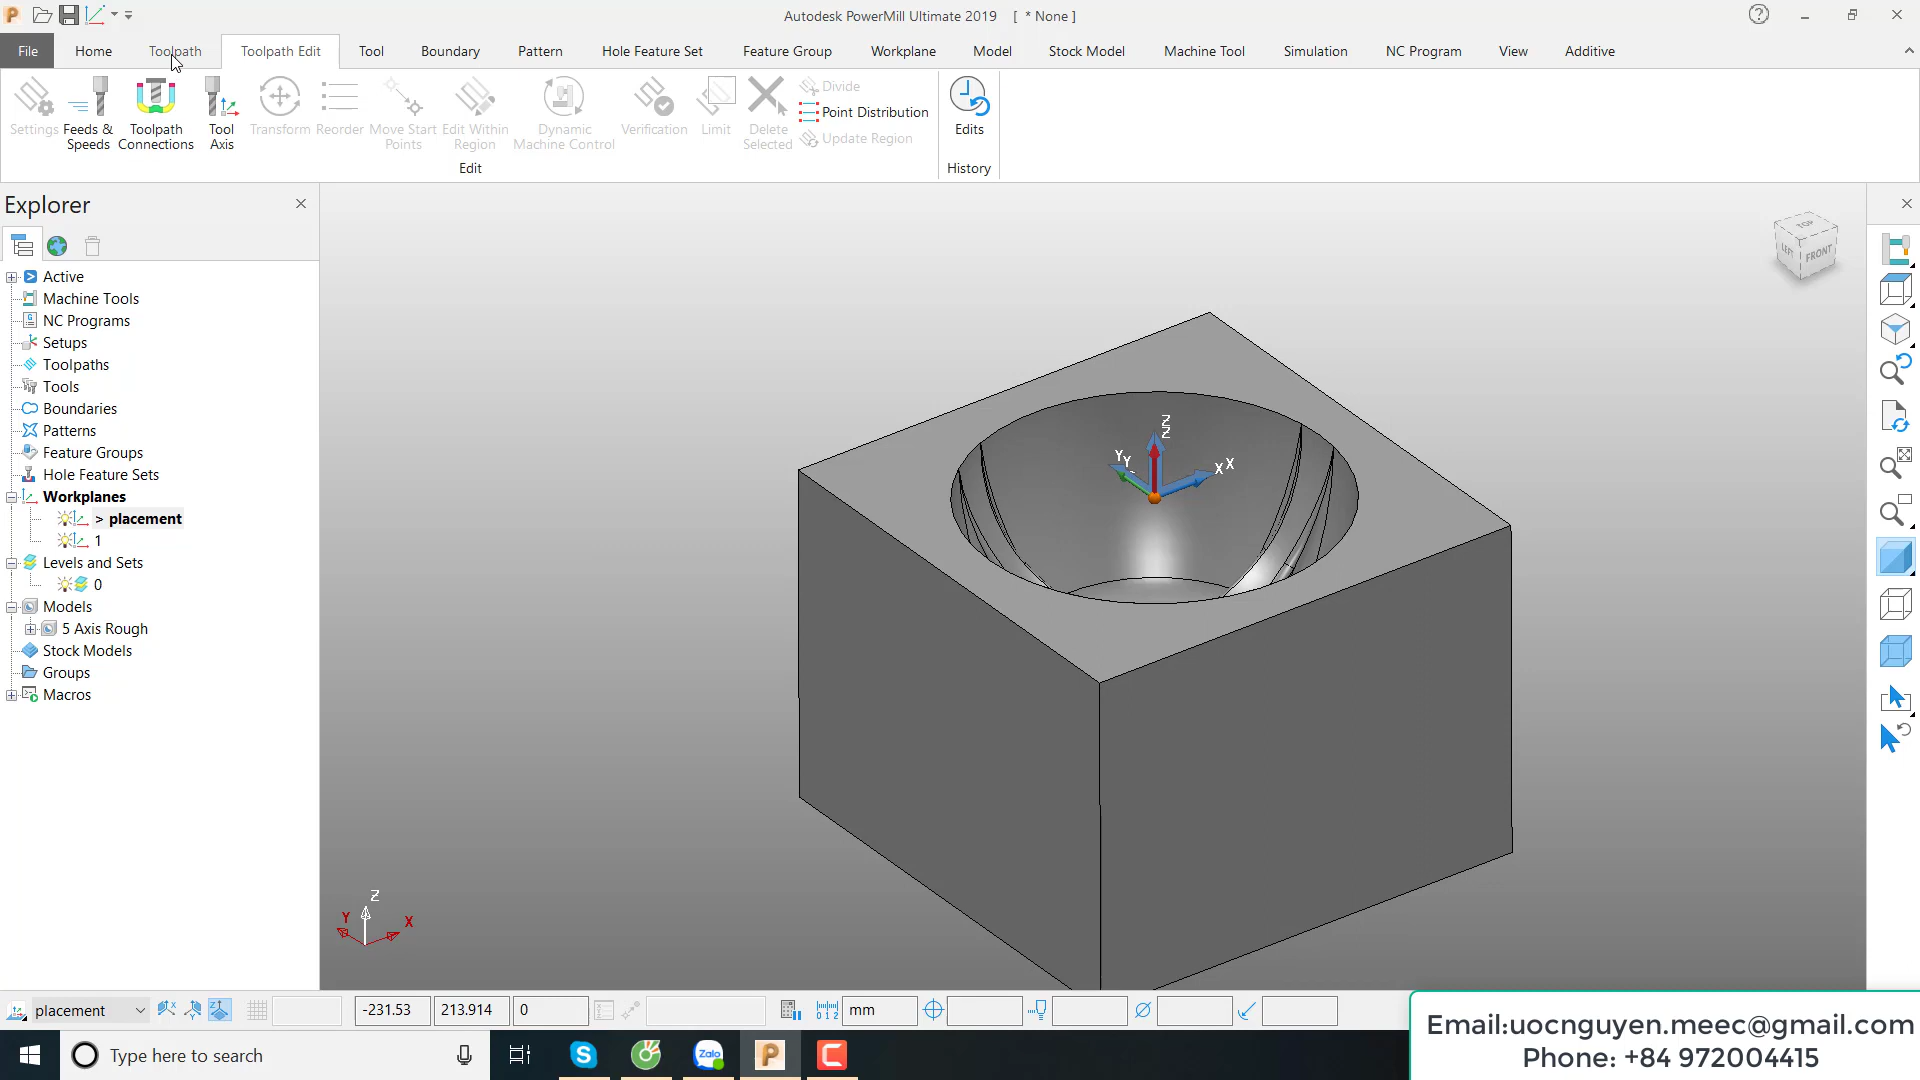 Autodesk PowerMill Ultimate 2019 [ * None ]
File Home Toolpath Toolpath Edit Tool Boundary Pattern Hole Feature Set Feature Group Workplane Model Stock Model Machine Tool Simulation NC Program View Additive
Settings
Feeds & Speeds
Toolpath Connections
Tool Axis
Transform
Reorder
Move Start Points
Edit Within Region
Dynamic Machine Control
Verification
Limit
Delete Selected
Divide
Point Distribution
Update Region
Edits
Edit
History
Explorer
Active
Machine Tools
NC Programs
Setups
Toolpaths
Tools
Boundaries
Patterns
Feature Groups
Hole Feature Sets
Workplanes
> placement
1
Levels and Sets
0
Models
5 Axis Rough
Stock Models
Groups
Macros
TOP
LEFT
FRONT
Z
Z
Y
Y
X
X
Z
Y
X
placement
-231.53 213.914 0
mm
Type here to search
Zalo
Email:uocnguyen.meec@gmail.com
Phone: +84 972004415